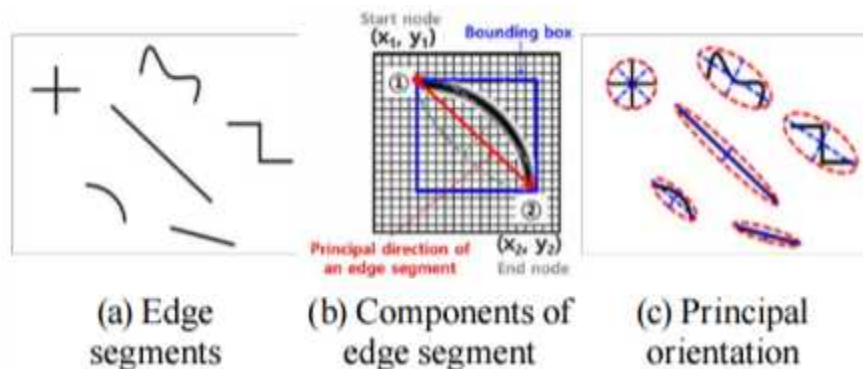 Start node
(x₁, y₁)
Bounding box
①
②
(x₂, y₂)
End node
Principal direction of
an edge segment
(a) Edge
segments
(b) Components of
edge segment
(c) Principal
orientation